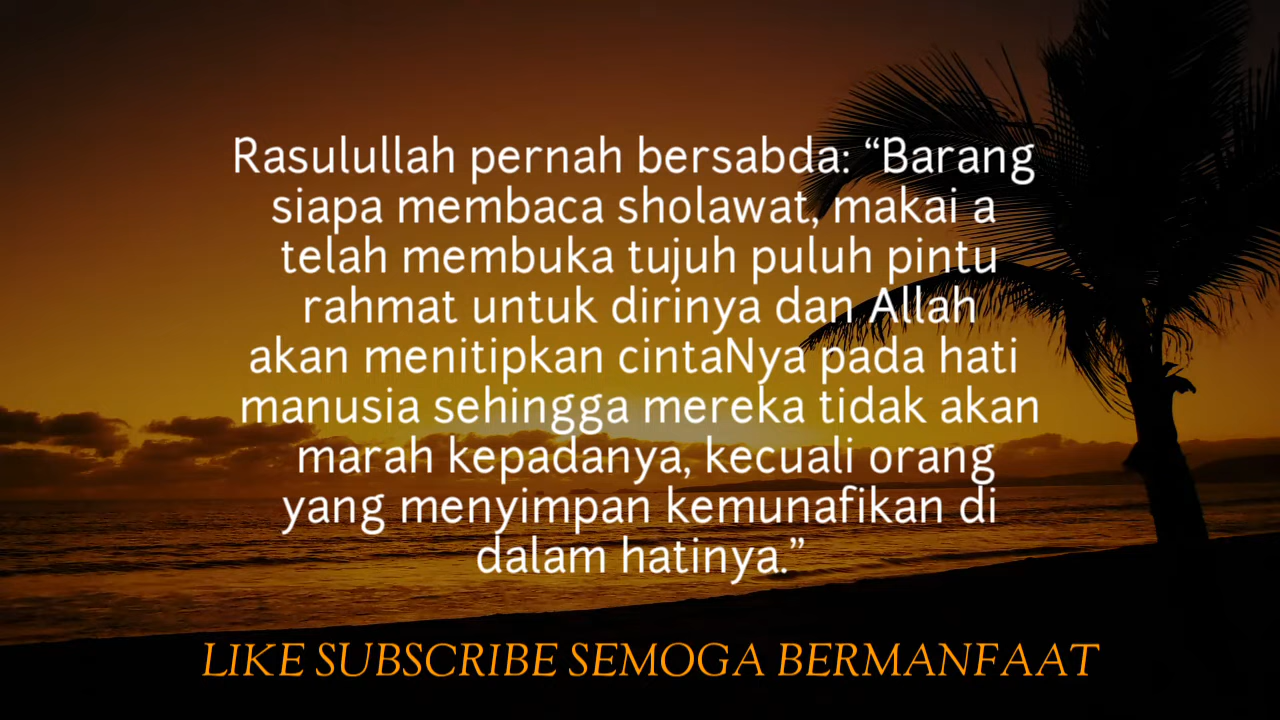 Rasulullah pernah bersabda: “Barang
siapa membaca sholawat, makai a
telah membuka tujuh puluh pintu
rahmat untuk dirinya dan Allah
akan menitipkan cintaNya pada hati
manusia sehingga mereka tidak akan
marah kepadanya, kecuali orang
yang menyimpan kemunafikan di
dalam hatinya.”
LIKE SUBSCRIBE SEMOGA BERMANFAAT